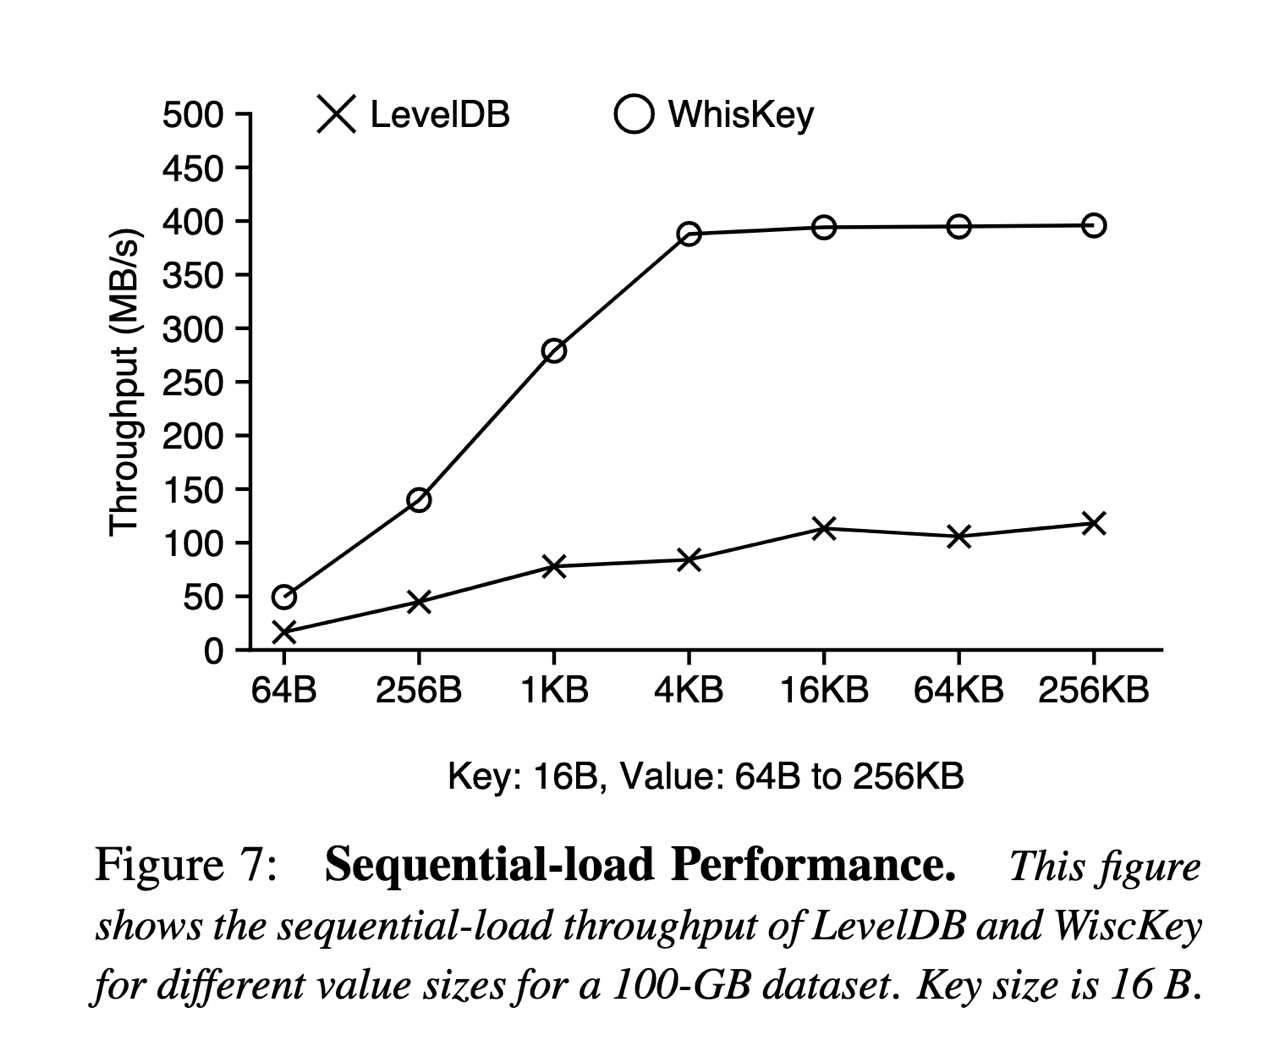 LevelDB WhisKey
500
450
400
350
300
250
200
150
100
50
0
Throughput (MB/s)
64B 256B 1KB 4KB 16KB 64KB 256KB
Key: 16B, Value: 64B to 256KB
Figure 7: Sequential-load Performance. This figure
shows the sequential-load throughput of LevelDB and WiscKey
for different value sizes for a 100-GB dataset. Key size is 16 B.